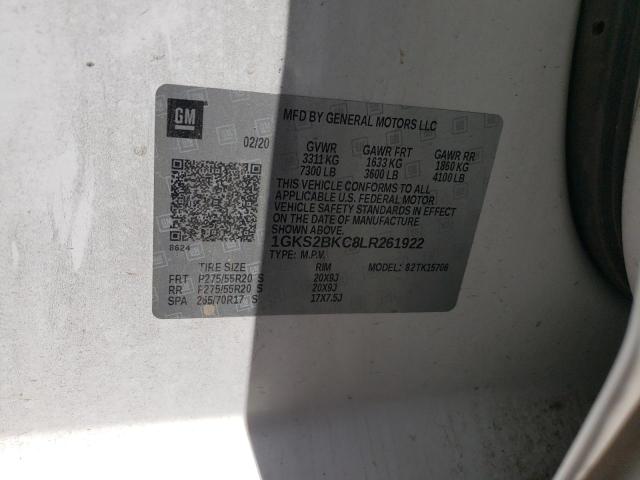 GM
MFD BY GENERAL MOTORS LLC
02/20
GVWR GAWR FRT GAWR RR
3311 KG 1633 KG 1860 KG
7300 LB 3600 LB 4100 LB
THIS VEHICLE CONFORMS TO ALL
APPLICABLE U.S. FEDERAL MOTOR
VEHICLE SAFETY STANDARDS IN EFFECT
ON THE DATE OF MANUFACTURE
SHOWN ABOVE.
8624
1GKS2BKC8LR261922
TYPE: M.P.V. MODEL: 82TK15706
TIRE SIZE RIM
FRT P275/55R20 S 20X9J
RR P275/55R20 S 20X9J
SPA 265/70R17 S 17X7.5J